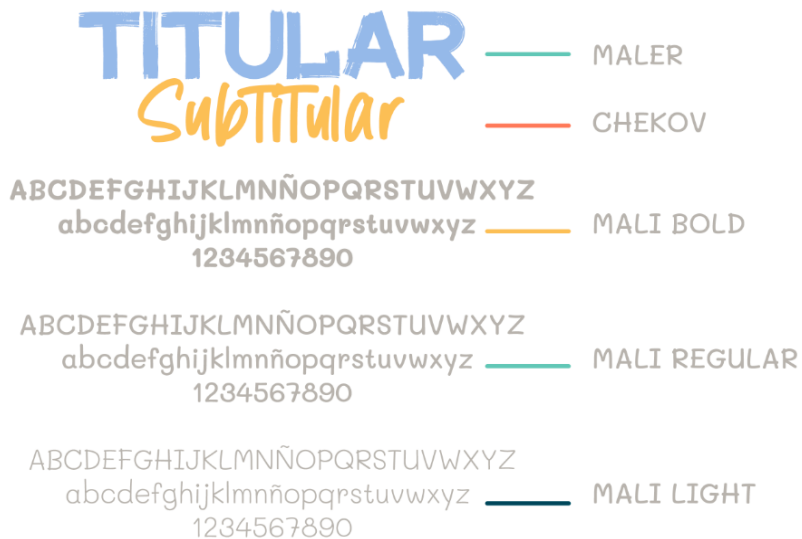 TITULAR
MALER
SubTiTular
CHEKOV
ABCDEFGHIJKLMNÑOPQRSTUVWXYZ
abcdefghijklmnñopqrstuvwxyz
1234567890
MALI BOLD
ABCDEFGHIJKLMNÑOPQRSTUVWXYZ
abcdefghijklmnñopqrstuvwxyz
1234567890
MALI REGULAR
ABCDEFGHIJKLMNÑOPQRSTUVWXYZ
abcdefghijklmnñopqrstuvwxyz
1234567890
MALI LIGHT